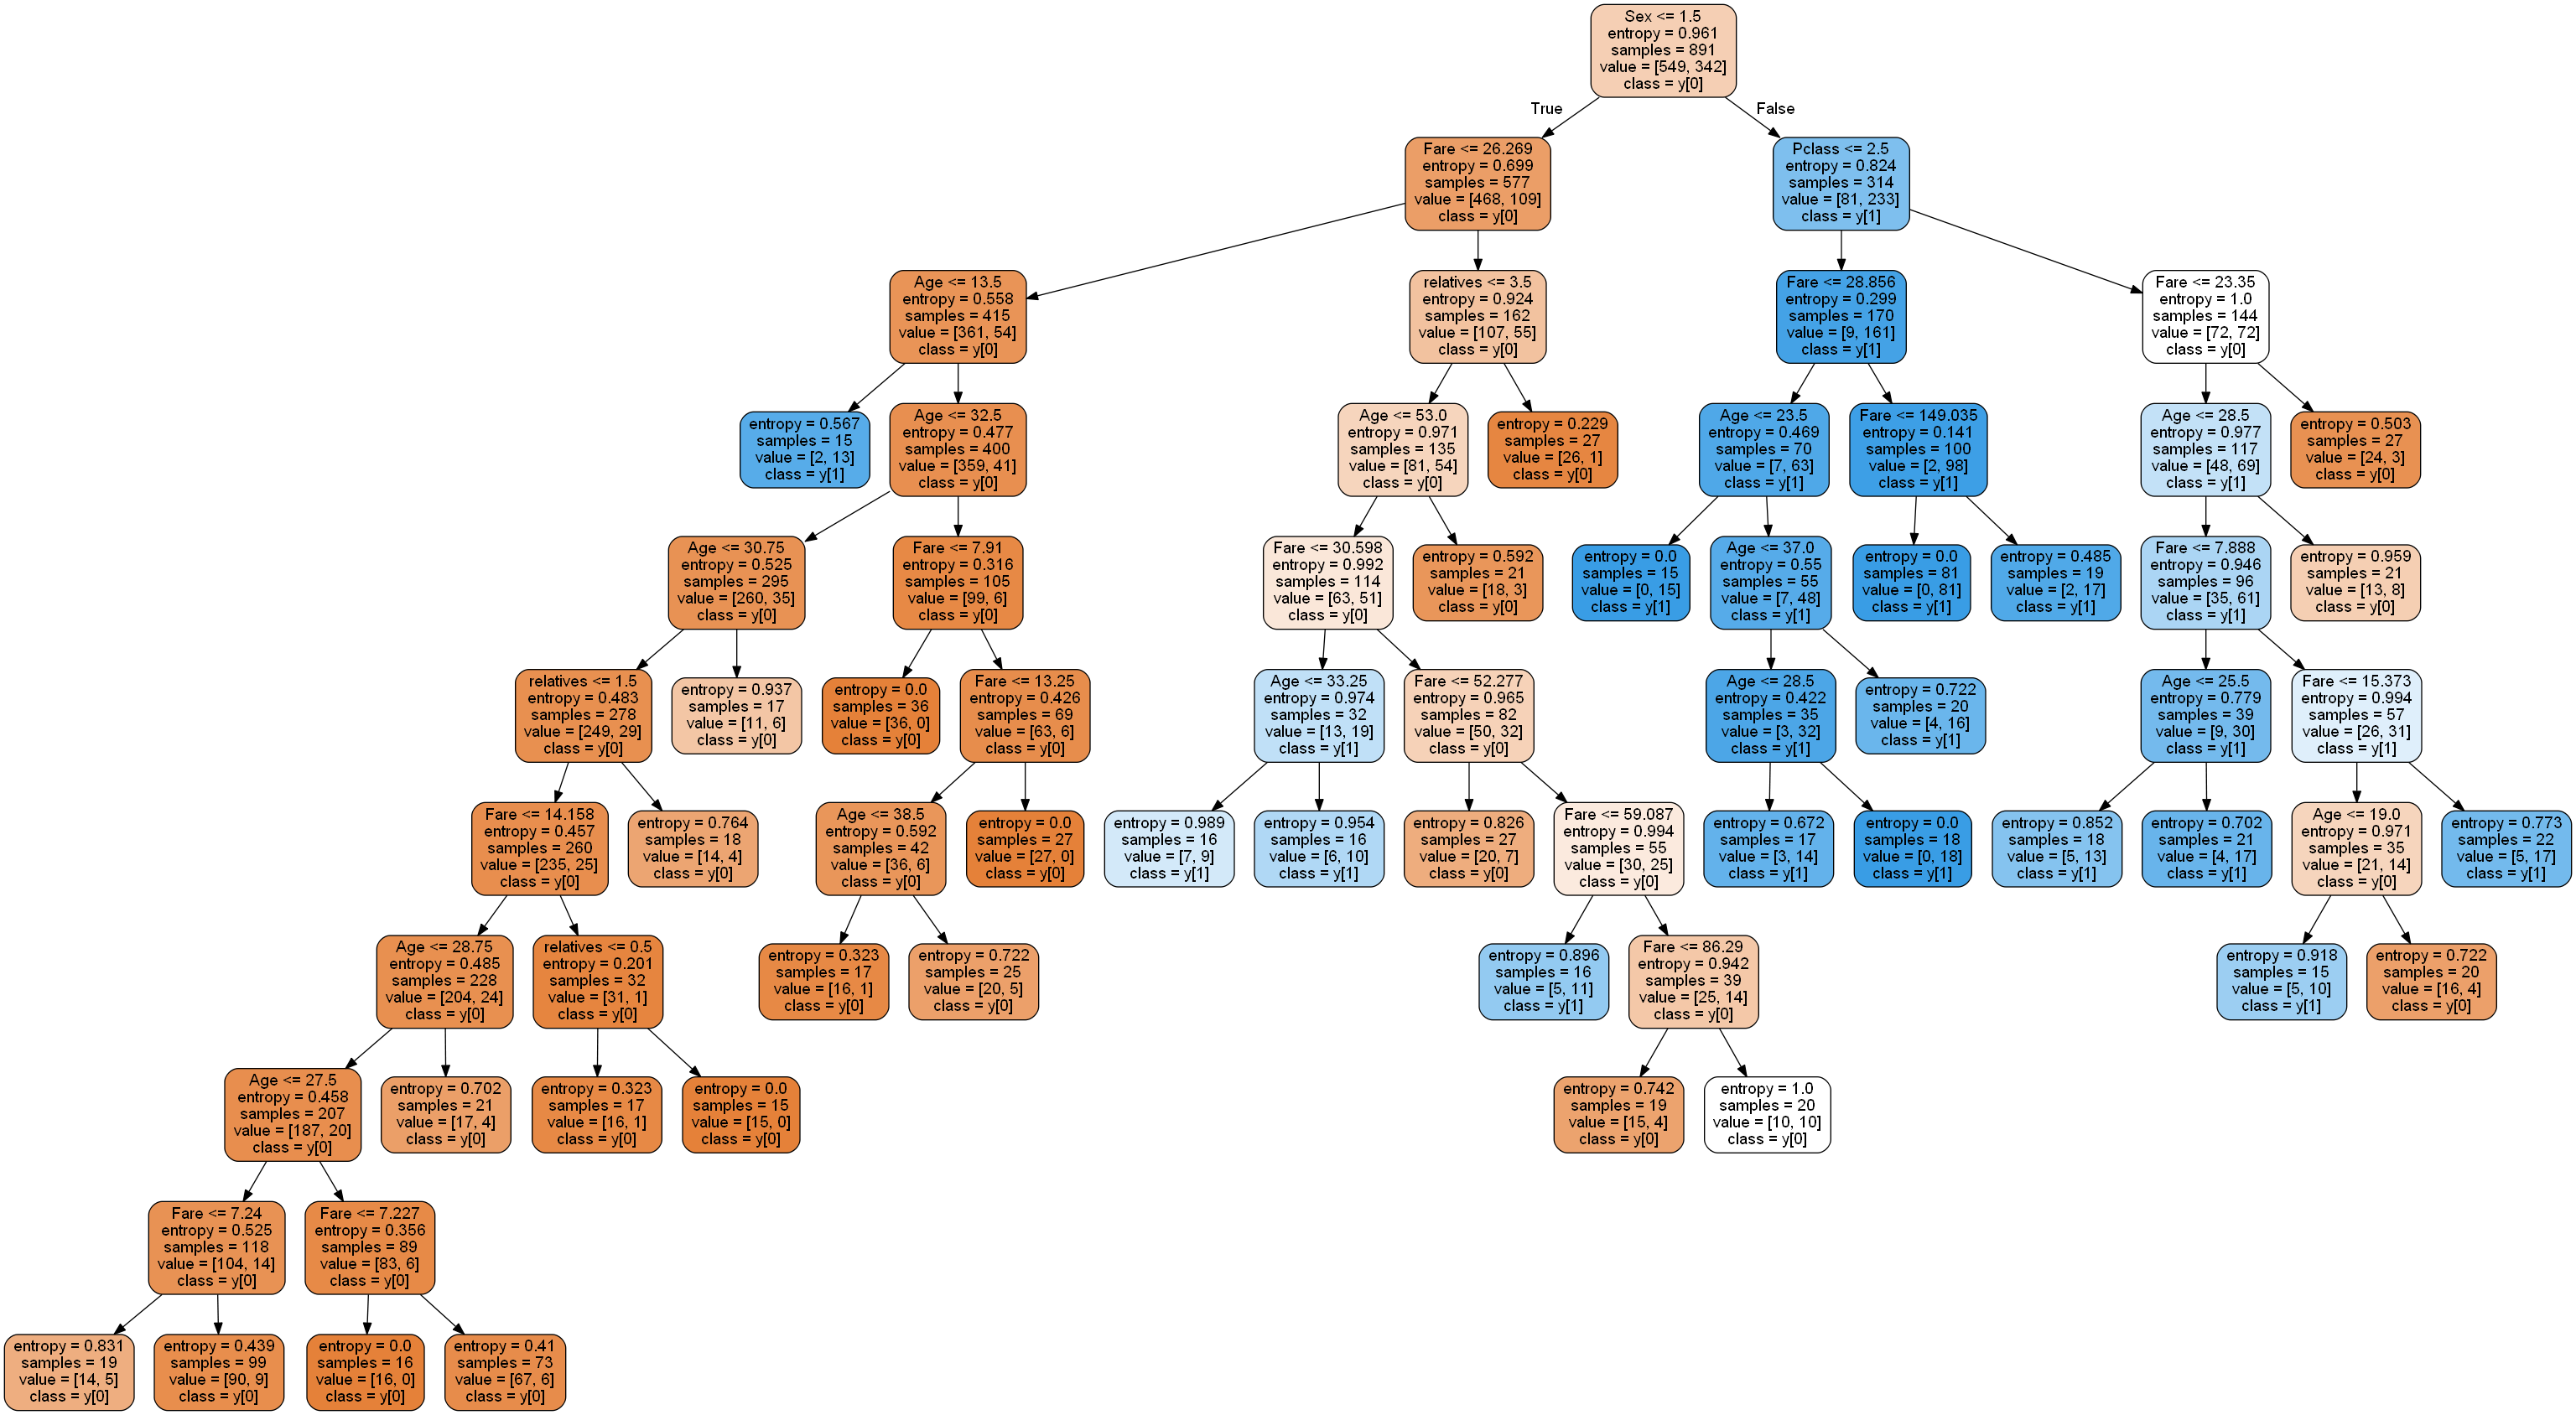 Sex <= 1.5
entropy = 0.961
samples = 891
value = [549, 342]
class = y[0]
True
False
Fare <= 26.269
entropy = 0.699
samples = 577
value = [468, 109]
class = y[0]
Pclass <= 2.5
entropy = 0.824
samples = 314
value = [81, 233]
class = y[1]
Age <= 13.5
entropy = 0.558
samples = 415
value = [361, 54]
class = y[0]
relatives <= 3.5
entropy = 0.924
samples = 162
value = [107, 55]
class = y[0]
Fare <= 28.856
entropy = 0.299
samples = 170
value = [9, 161]
class = y[1]
Fare <= 23.35
entropy = 1.0
samples = 144
value = [72, 72]
class = y[0]
entropy = 0.567
samples = 15
value = [2, 13]
class = y[1]
Age <= 32.5
entropy = 0.477
samples = 400
value = [359, 41]
class = y[0]
Age <= 53.0
entropy = 0.971
samples = 135
value = [81, 54]
class = y[0]
entropy = 0.229
samples = 27
value = [26, 1]
class = y[0]
Age <= 23.5
entropy = 0.469
samples = 70
value = [7, 63]
class = y[1]
Fare <= 149.035
entropy = 0.141
samples = 100
value = [2, 98]
class = y[1]
Age <= 28.5
entropy = 0.977
samples = 117
value = [48, 69]
class = y[1]
entropy = 0.503
samples = 27
value = [24, 3]
class = y[0]
Age <= 30.75
entropy = 0.525
samples = 295
value = [260, 35]
class = y[0]
Fare <= 7.91
entropy = 0.316
samples = 105
value = [99, 6]
class = y[0]
Fare <= 30.598
entropy = 0.992
samples = 114
value = [63, 51]
class = y[0]
entropy = 0.592
samples = 21
value = [18, 3]
class = y[0]
entropy = 0.0
samples = 15
value = [0, 15]
class = y[1]
Age <= 37.0
entropy = 0.55
samples = 55
value = [7, 48]
class = y[1]
entropy = 0.0
samples = 81
value = [0, 81]
class = y[1]
entropy = 0.485
samples = 19
value = [2, 17]
class = y[1]
Fare <= 7.888
entropy = 0.946
samples = 96
value = [35, 61]
class = y[1]
entropy = 0.959
samples = 21
value = [13, 8]
class = y[0]
relatives <= 1.5
entropy = 0.483
samples = 278
value = [249, 29]
class = y[0]
entropy = 0.937
samples = 17
value = [11, 6]
class = y[0]
entropy = 0.0
samples = 36
value = [36, 0]
class = y[0]
Fare <= 13.25
entropy = 0.426
samples = 69
value = [63, 6]
class = y[0]
Age <= 33.25
entropy = 0.974
samples = 32
value = [13, 19]
class = y[1]
Fare <= 52.277
entropy = 0.965
samples = 82
value = [50, 32]
class = y[0]
Age <= 28.5
entropy = 0.422
samples = 35
value = [3, 32]
class = y[1]
entropy = 0.722
samples = 20
value = [4, 16]
class = y[1]
Age <= 25.5
entropy = 0.779
samples = 39
value = [9, 30]
class = y[1]
Fare <= 15.373
entropy = 0.994
samples = 57
value = [26, 31]
class = y[1]
Fare <= 14.158
entropy = 0.457
samples = 260
value = [235, 25]
class = y[0]
entropy = 0.764
samples = 18
value = [14, 4]
class = y[0]
Age <= 38.5
entropy = 0.592
samples = 42
value = [36, 6]
class = y[0]
entropy = 0.0
samples = 27
value = [27, 0]
class = y[0]
entropy = 0.989
samples = 16
value = [7, 9]
class = y[1]
entropy = 0.954
samples = 16
value = [6, 10]
class = y[1]
entropy = 0.826
samples = 27
value = [20, 7]
class = y[0]
Fare <= 59.087
entropy = 0.994
samples = 55
value = [30, 25]
class = y[0]
entropy = 0.672
samples = 17
value = [3, 14]
class = y[1]
entropy = 0.0
samples = 18
value = [0, 18]
class = y[1]
entropy = 0.852
samples = 18
value = [5, 13]
class = y[1]
entropy = 0.702
samples = 21
value = [4, 17]
class = y[1]
Age <= 19.0
entropy = 0.971
samples = 35
value = [21, 14]
class = y[0]
entropy = 0.773
samples = 22
value = [5, 17]
class = y[1]
Age <= 28.75
entropy = 0.485
samples = 228
value = [204, 24]
class = y[0]
relatives <= 0.5
entropy = 0.201
samples = 32
value = [31, 1]
class = y[0]
entropy = 0.323
samples = 17
value = [16, 1]
class = y[0]
entropy = 0.722
samples = 25
value = [20, 5]
class = y[0]
entropy = 0.896
samples = 16
value = [5, 11]
class = y[1]
Fare <= 86.29
entropy = 0.942
samples = 39
value = [25, 14]
class = y[0]
entropy = 0.918
samples = 15
value = [5, 10]
class = y[1]
entropy = 0.722
samples = 20
value = [16, 4]
class = y[0]
Age <= 27.5
entropy = 0.458
samples = 207
value = [187, 20]
class = y[0]
entropy = 0.702
samples = 21
value = [17, 4]
class = y[0]
entropy = 0.323
samples = 17
value = [16, 1]
class = y[0]
entropy = 0.0
samples = 15
value = [15, 0]
class = y[0]
entropy = 0.742
samples = 19
value = [15, 4]
class = y[0]
entropy = 1.0
samples = 20
value = [10, 10]
class = y[0]
Fare <= 7.24
entropy = 0.525
samples = 118
value = [104, 14]
class = y[0]
Fare <= 7.227
entropy = 0.356
samples = 89
value = [83, 6]
class = y[0]
entropy = 0.831
samples = 19
value = [14, 5]
class = y[0]
entropy = 0.439
samples = 99
value = [90, 9]
class = y[0]
entropy = 0.0
samples = 16
value = [16, 0]
class = y[0]
entropy = 0.41
samples = 73
value = [67, 6]
class = y[0]